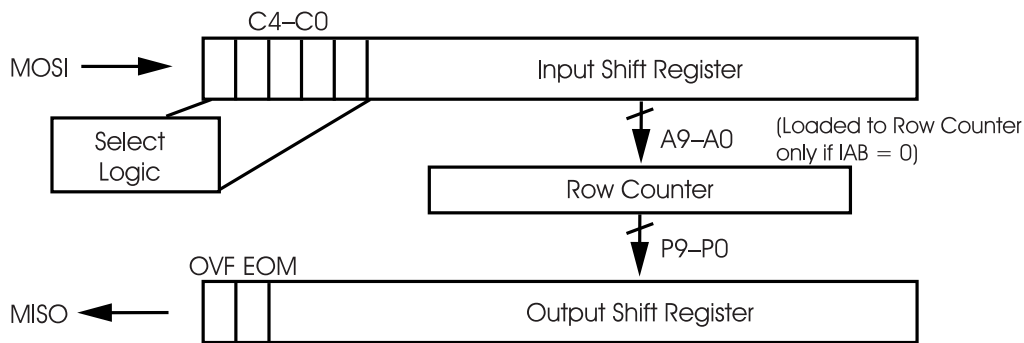 C4–C0
MOSI
Input Shift Register
Select
Logic
A9–A0
(Loaded to Row Counter
only if IAB = 0)
Row Counter
P9–P0
OVF EOM
MISO
Output Shift Register